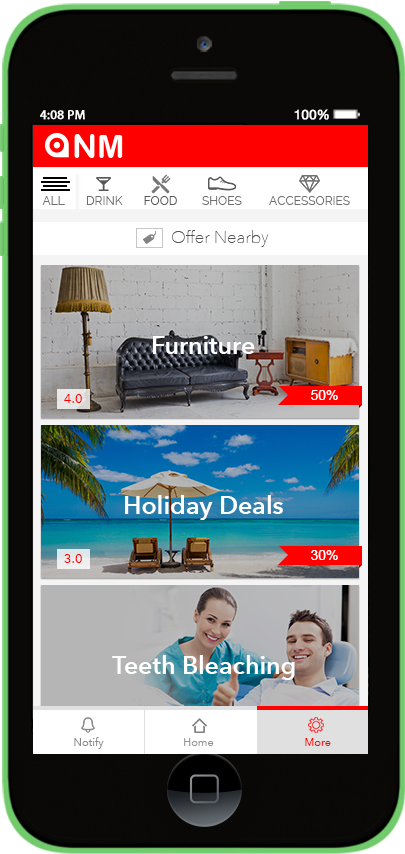 4:08 PM 100%
NM
ALL DRINK FOOD SHOES ACCESSORIES
Offer Nearby
Furniture
4.0 50%
Holiday Deals
3.0 30%
Teeth Bleaching
Notify Home More